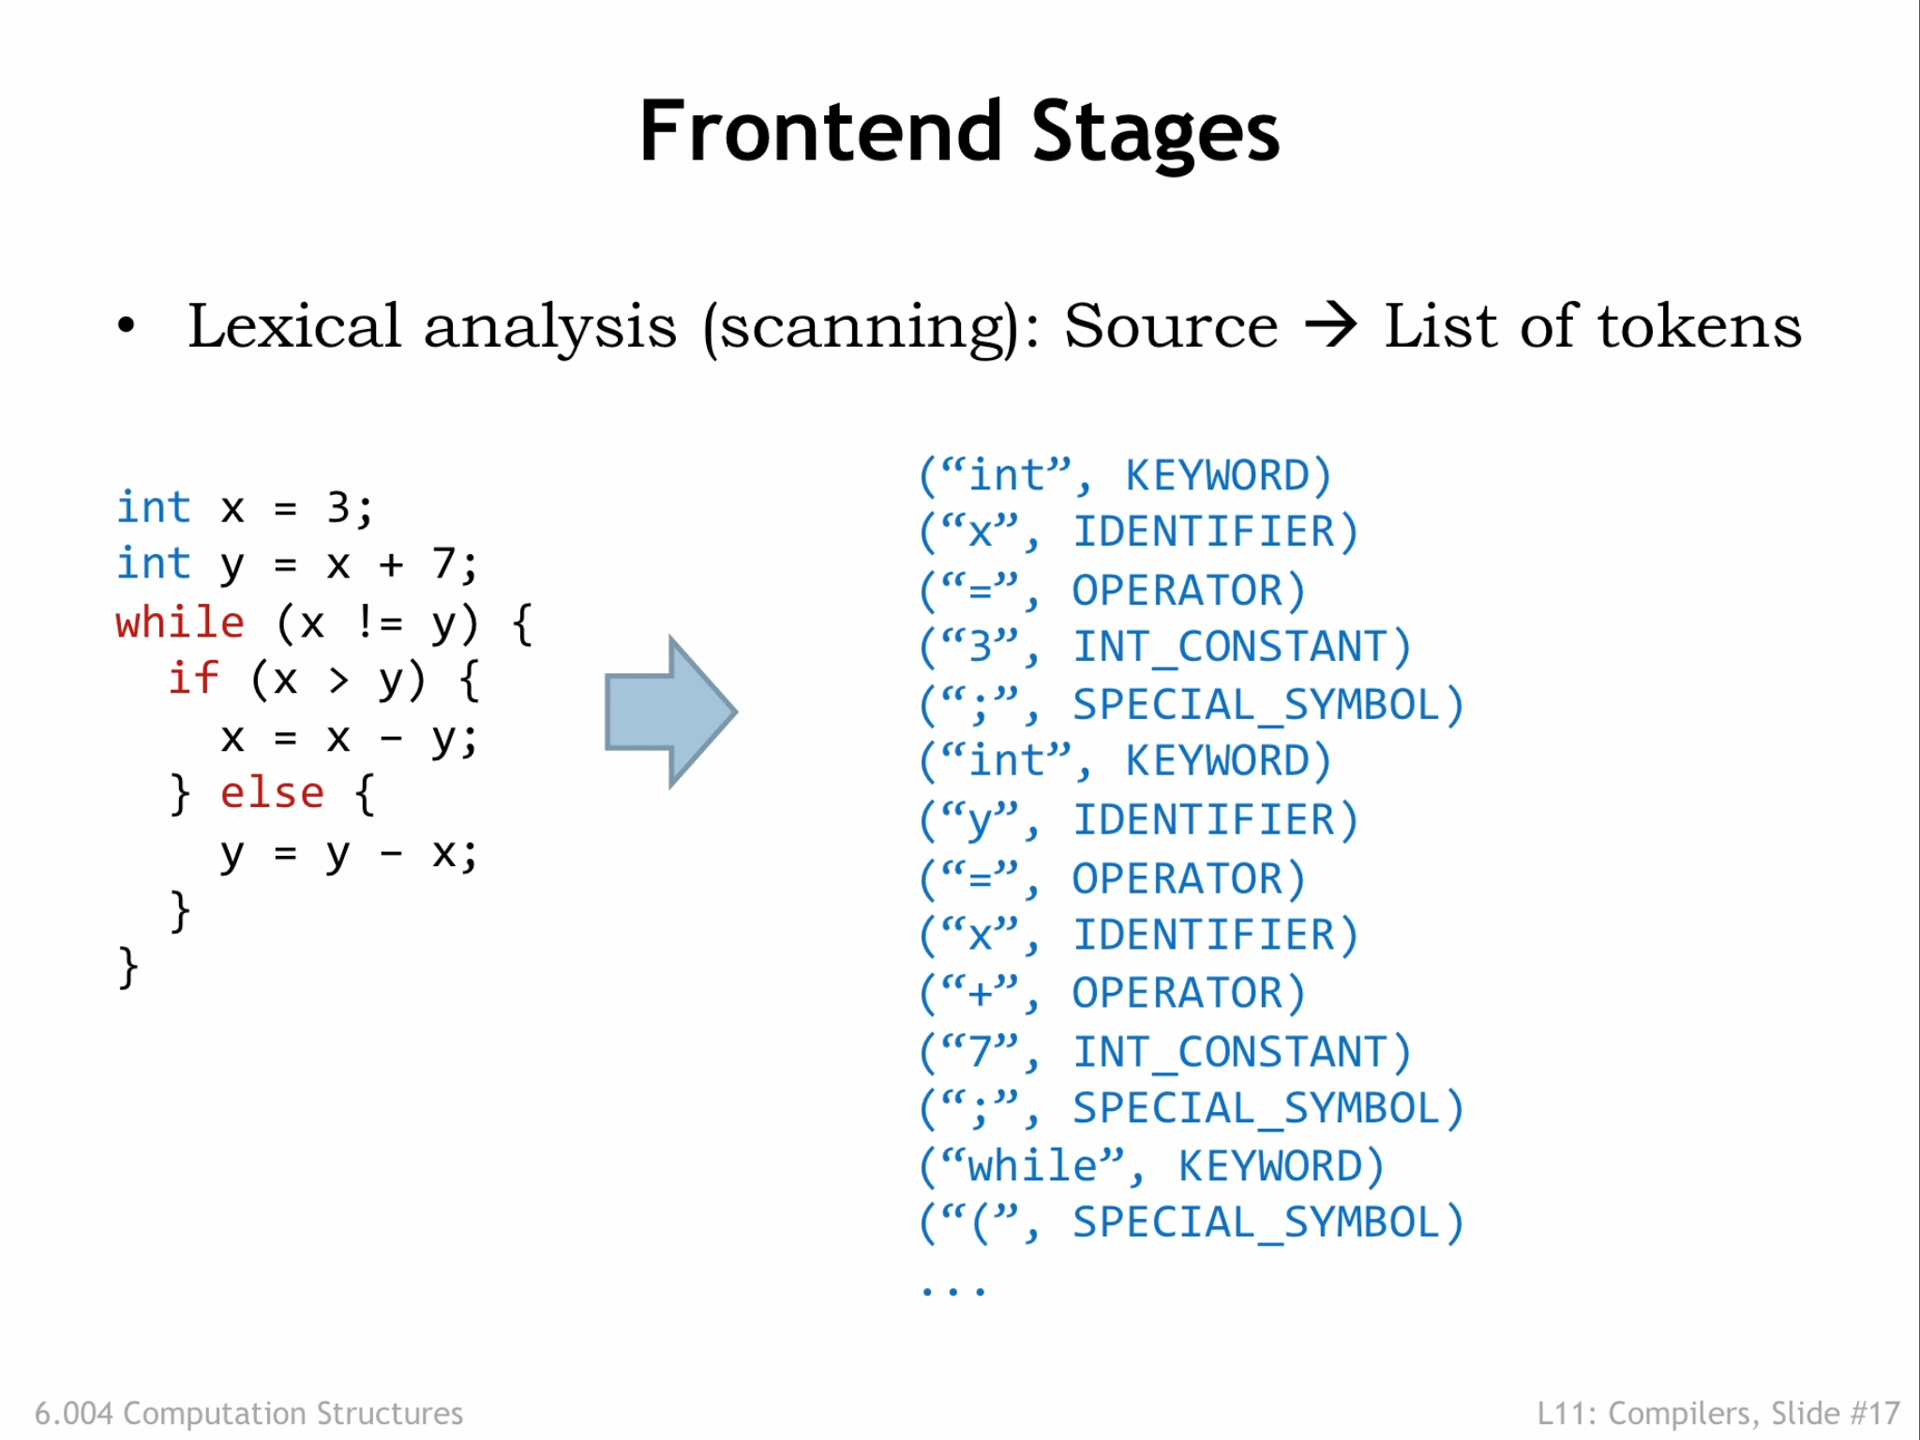 Frontend Stages
• Lexical analysis (scanning): Source → List of tokens
int x = 3;
int y = x + 7;
while (x != y) {
  if (x > y) {
    x = x – y;
  } else {
    y = y – x;
  }
}
(“int”, KEYWORD)
(“x”, IDENTIFIER)
(“=”, OPERATOR)
(“3”, INT_CONSTANT)
(“;”, SPECIAL_SYMBOL)
(“int”, KEYWORD)
(“y”, IDENTIFIER)
(“=”, OPERATOR)
(“x”, IDENTIFIER)
(“+”, OPERATOR)
(“7”, INT_CONSTANT)
(“;”, SPECIAL_SYMBOL)
(“while”, KEYWORD)
(“(”, SPECIAL_SYMBOL)
...
6.004 Computation Structures
L11: Compilers, Slide #17